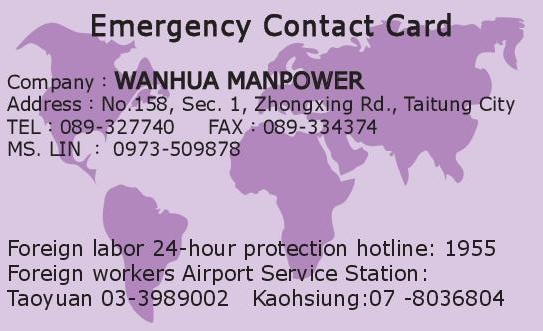 Emergency Contact Card
Company : WANHUA MANPOWER
Address : No.158, Sec. 1, Zhongxing Rd., Taitung City
TEL : 089-327740 FAX : 089-334374
MS. LIN : 0973-509878
Foreign labor 24-hour protection hotline: 1955
Foreign workers Airport Service Station:
Taoyuan 03-3989002 Kaohsiung:07 -8036804